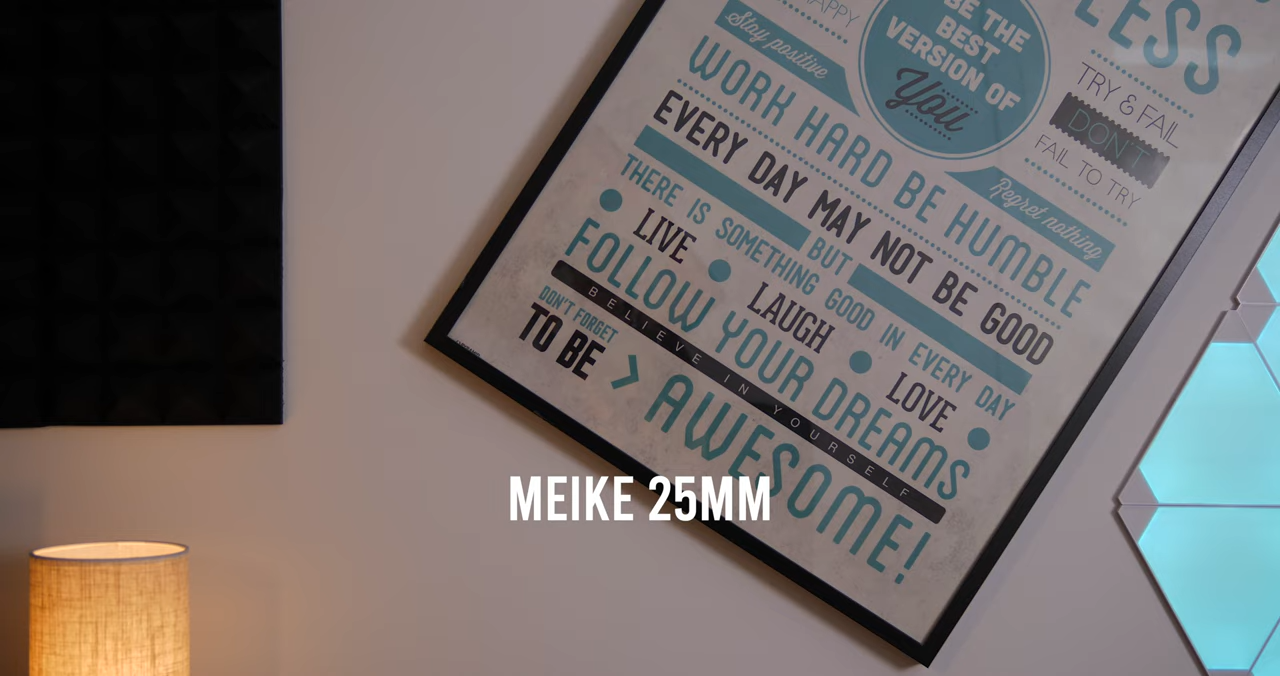 HAPPY
Stay positive
BE THE
BEST
VERSION OF
You
LESS
TRY & FAIL
DON'T
FAIL TO TRY
Regret nothing
WORK HARD BE HUMBLE
EVERY DAY MAY NOT BE GOOD
BUT
THERE IS SOMETHING GOOD IN EVERY DAY
LIVE LAUGH LOVE
FOLLOW YOUR DREAMS
BELIEVE IN YOURSELF
DON'T FORGET
TO BE > AWESOME!
MEIKE 25MM